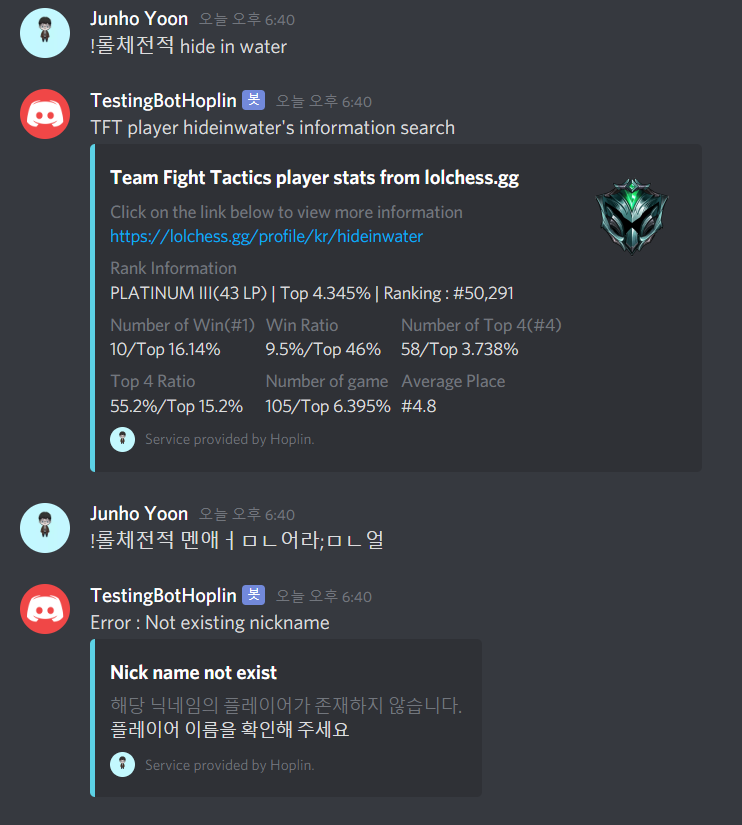 Junho Yoon 오늘 오후 6:40
!롤체전적 hide in water
TestingBotHoplin 봇 오늘 오후 6:40
TFT player hideinwater's information search
Team Fight Tactics player stats from lolchess.gg
Click on the link below to view more information
https://lolchess.gg/profile/kr/hideinwater
Rank Information
PLATINUM III(43 LP) | Top 4.345% | Ranking : #50,291
Number of Win(#1) Win Ratio Number of Top 4(#4)
10/Top 16.14% 9.5%/Top 46% 58/Top 3.738%
Top 4 Ratio Number of game Average Place
55.2%/Top 15.2% 105/Top 6.395% #4.8
Service provided by Hoplin.
Junho Yoon 오늘 오후 6:40
!롤체전적 멘애ㅓㅁㄴ어라;ㅁㄴ얼
TestingBotHoplin 봇 오늘 오후 6:40
Error : Not existing nickname
Nick name not exist
해당 닉네임의 플레이어가 존재하지 않습니다.
플레이어 이름을 확인해 주세요
Service provided by Hoplin.